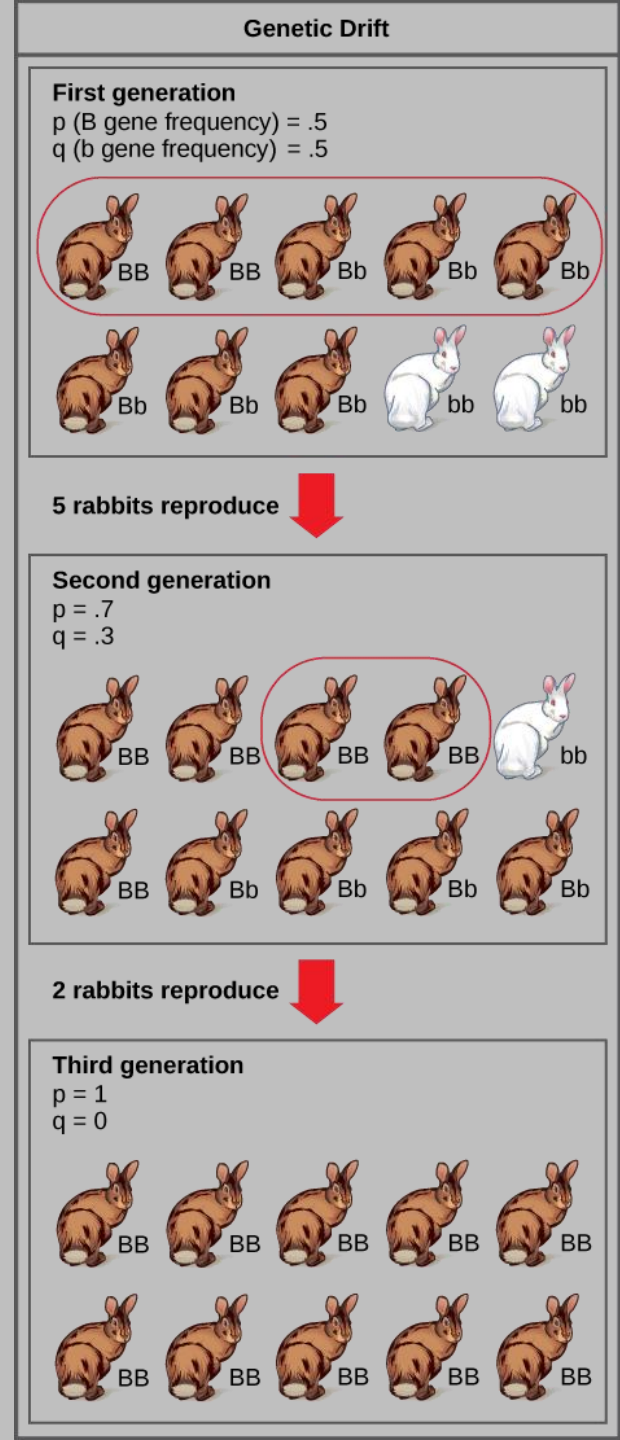 Genetic Drift
First generation
p (B gene frequency) = .5
q (b gene frequency) = .5
BB BB Bb Bb Bb
Bb Bb Bb bb bb
5 rabbits reproduce
Second generation
p = .7
q = .3
BB BB BB BB bb
BB Bb Bb Bb Bb
2 rabbits reproduce
Third generation
p = 1
q = 0
BB BB BB BB BB
BB BB BB BB BB